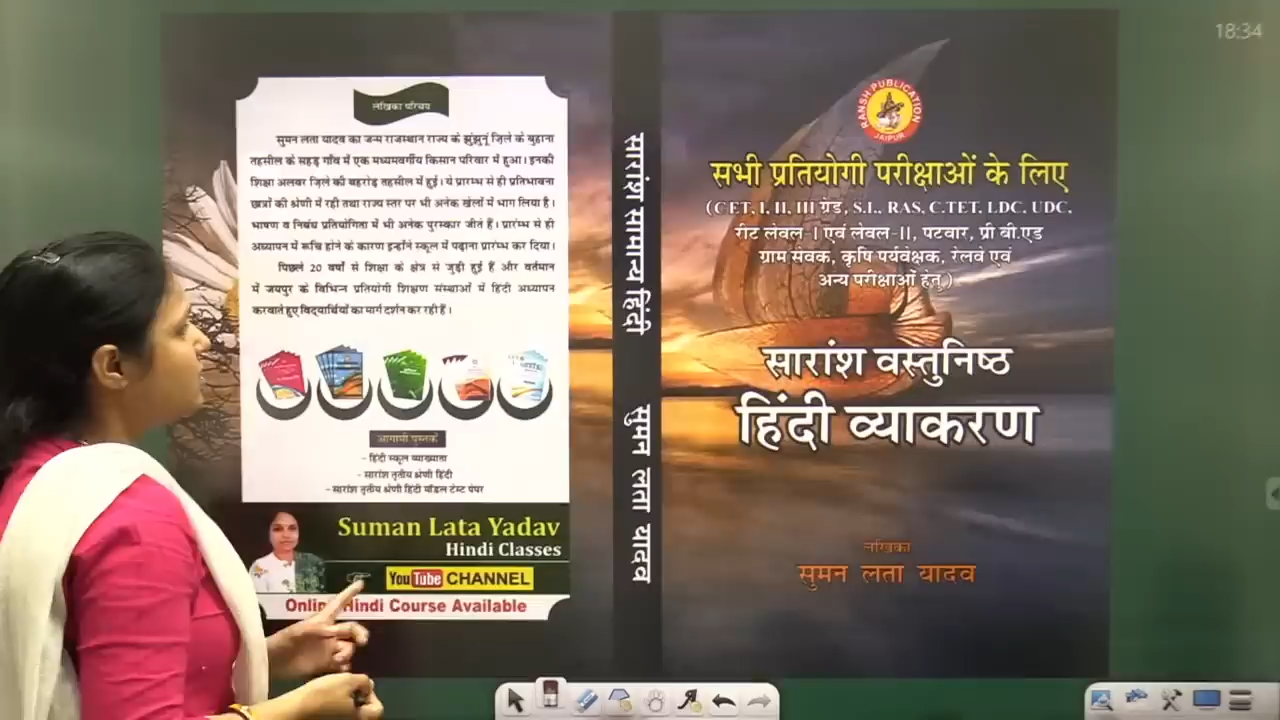 18:34
लेखिका परिचय
सुमन लता यादव का जन्म राजस्थान राज्य के झुंझुनूं ज़िले के बुहाना
तहसील के सहड़ गाँव में एक मध्यमवर्गीय किसान परिवार में हुआ। इनकी
शिक्षा अलवर ज़िले की बहरोड़ तहसील में हुई। ये प्रारम्भ से ही प्रतिभावना
छात्रों की श्रेणी में रही तथा राज्य स्तर पर भी अनेक खेलों में भाग लिया है।
भाषण व निबंध प्रतियोगिता में भी अनेक पुरस्कार जीतं हैं। प्रारंम्भ से ही
अध्यापन में रूचि होने के कारण इन्होंने स्कूल में पढ़ाना प्रारम्भ कर दिया।
पिछले 20 वर्षों से शिक्षा के क्षेत्र से जुड़ी हुई हैं और वर्तमान
में जयपुर के विभिन्न प्रतियोगी शिक्षण संस्थाओं में हिंदी अध्यापन
करवाते हुए विद्यार्थियों का मार्ग दर्शन कर रही हैं।
आगामी पुस्तकें
- हिंदी स्कूल व्याख्याता
- सारांश तृतीय श्रेणी हिंदी
- सारांश तृतीय श्रेणी हिंदी मॉडल टेस्ट पेपर
Suman Lata Yadav
Hindi Classes
YouTube CHANNEL
Online Hindi Course Available
सारांश सामान्य हिंदी
सुमन लता यादव
RANSH PUBLICATION
JAIPUR
सभी प्रतियोगी परीक्षाओं के लिए
(CET, I, II, III ग्रेड, S.I., RAS, C.TET, LDC, UDC,
रीट लेवल-I एवं लेवल-II, पटवार, प्री बी.एड
ग्राम सेवक, कृषि पर्यवेक्षक, रेलवे एवं
अन्य परीक्षाओं हेतु)
सारांश वस्तुनिष्ठ
हिंदी व्याकरण
लेखिका
सुमन लता यादव